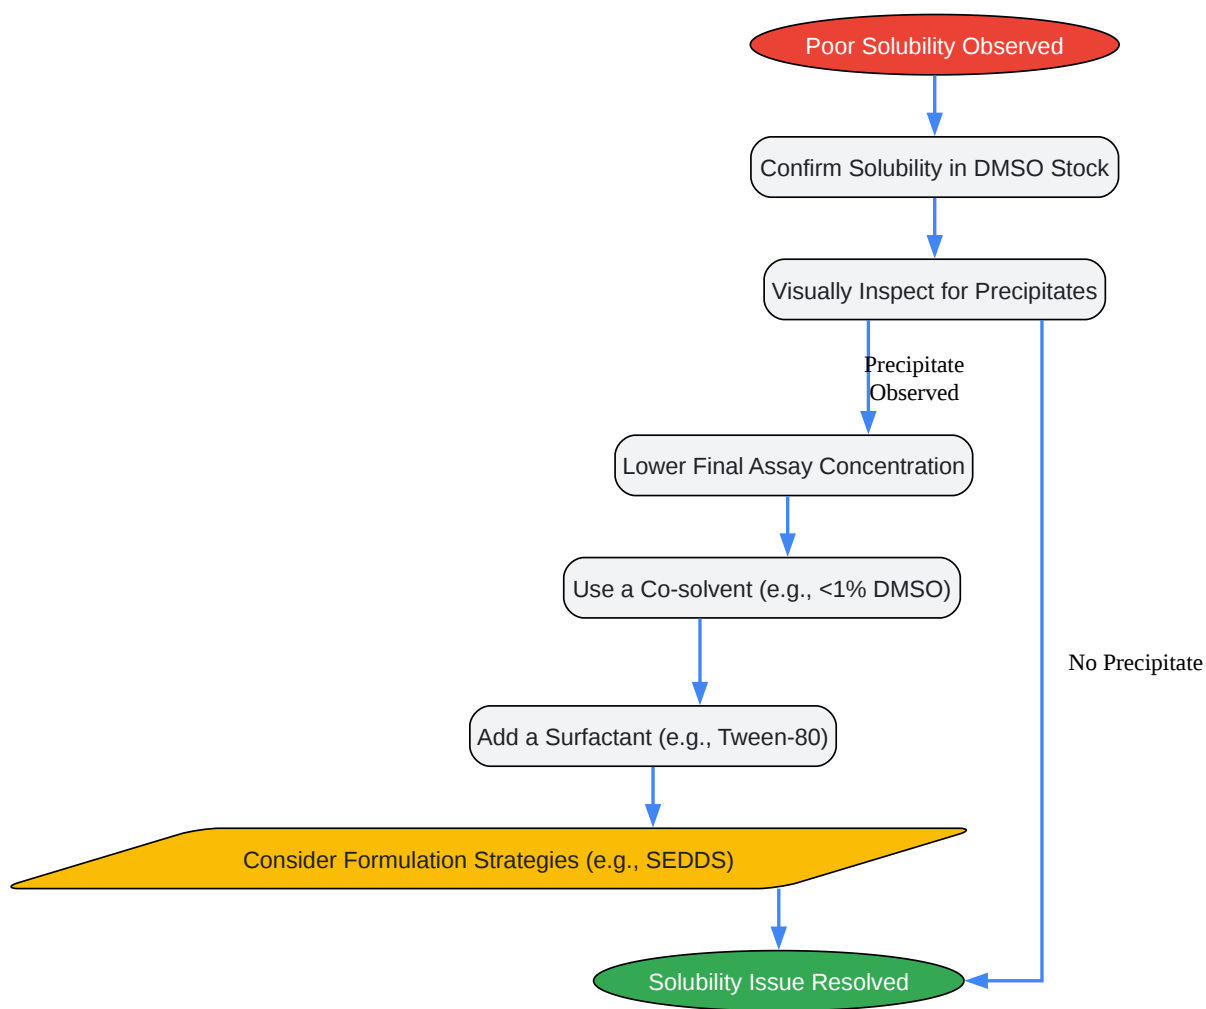 Poor Solubility Observed
Confirm Solubility in DMSO Stock
Visually Inspect for Precipitates
Precipitate
Observed
Lower Final Assay Concentration
Use a Co-solvent (e.g., <1% DMSO)
No Precipitate
Add a Surfactant (e.g., Tween-80)
Consider Formulation Strategies (e.g., SEDDS)
Solubility Issue Resolved